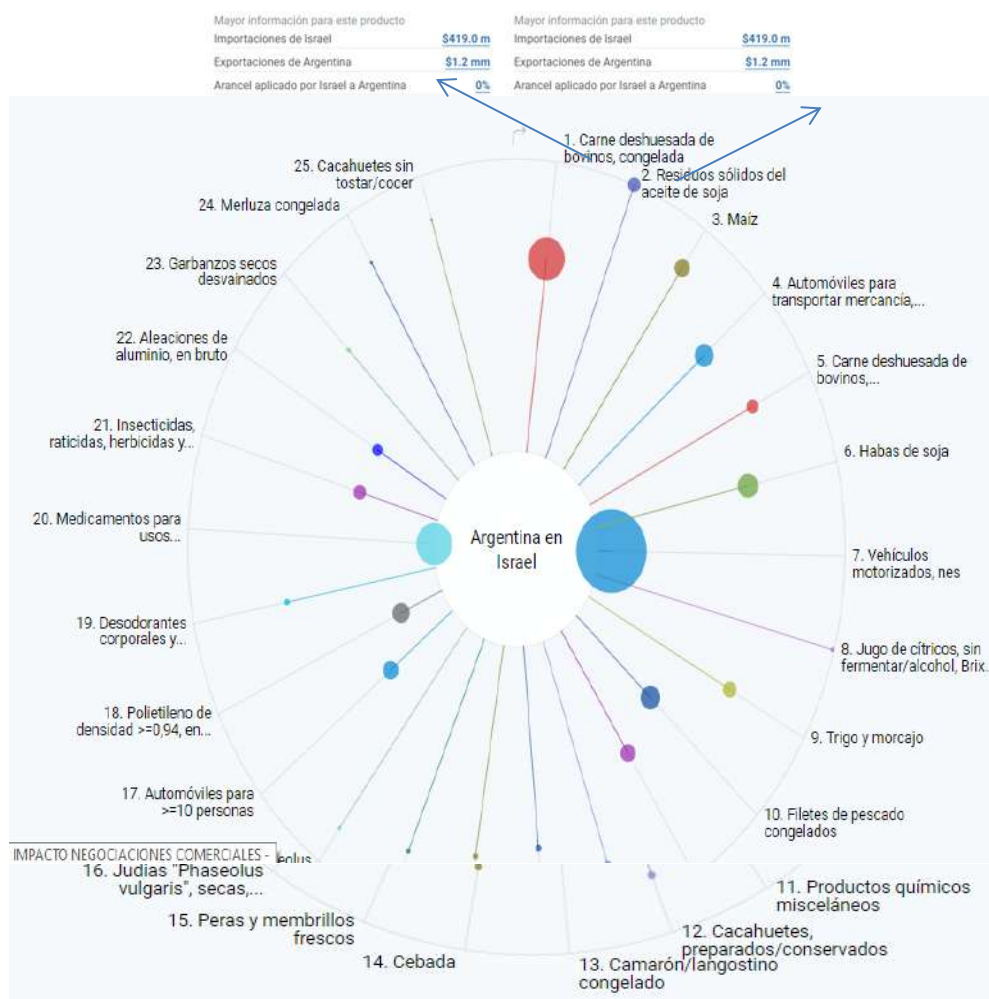 Mayor información para este producto
Importaciones de Israel $419.0 m
Exportaciones de Argentina $1.2 mm
Arancel aplicado por Israel a Argentina 0%
Mayor información para este producto
Importaciones de Israel $419.0 m
Exportaciones de Argentina $1.2 mm
Arancel aplicado por Israel a Argentina 0%
1. Carne deshuesada de
bovinos, congelada
2. Residuos sólidos del
aceite de soja
3. Maíz
4. Automóviles para
transportar mercancía,...
5. Carne deshuesada de
bovinos,...
6. Habas de soja
7. Vehículos
motorizados, nes
8. Jugo de cítricos, sin
fermentar/alcohol, Brix.
9. Trigo y morcajo
10. Filetes de pescado
congelados
11. Productos químicos
misceláneos
12. Cacahuetes,
preparados/conservados
13. Camarón/langostino
congelado
14. Cebada
15. Peras y membrillos
frescos
16. Judías "Phaseolus
vulgaris", secas,...
IMPACTO NEGOCIACIONES COMERCIALES -
eolus
17. Automóviles para
>=10 personas
18. Polietileno de
densidad >=0,94, en...
19. Desodorantes
corporales y...
20. Medicamentos para
usos...
21. Insecticidas,
raticidas, herbicidas y...
22. Aleaciones de
aluminio, en bruto
23. Garbanzos secos
desvainados
24. Merluza congelada
25. Cacahuetes sin
tostar/cocer
Argentina en
Israel